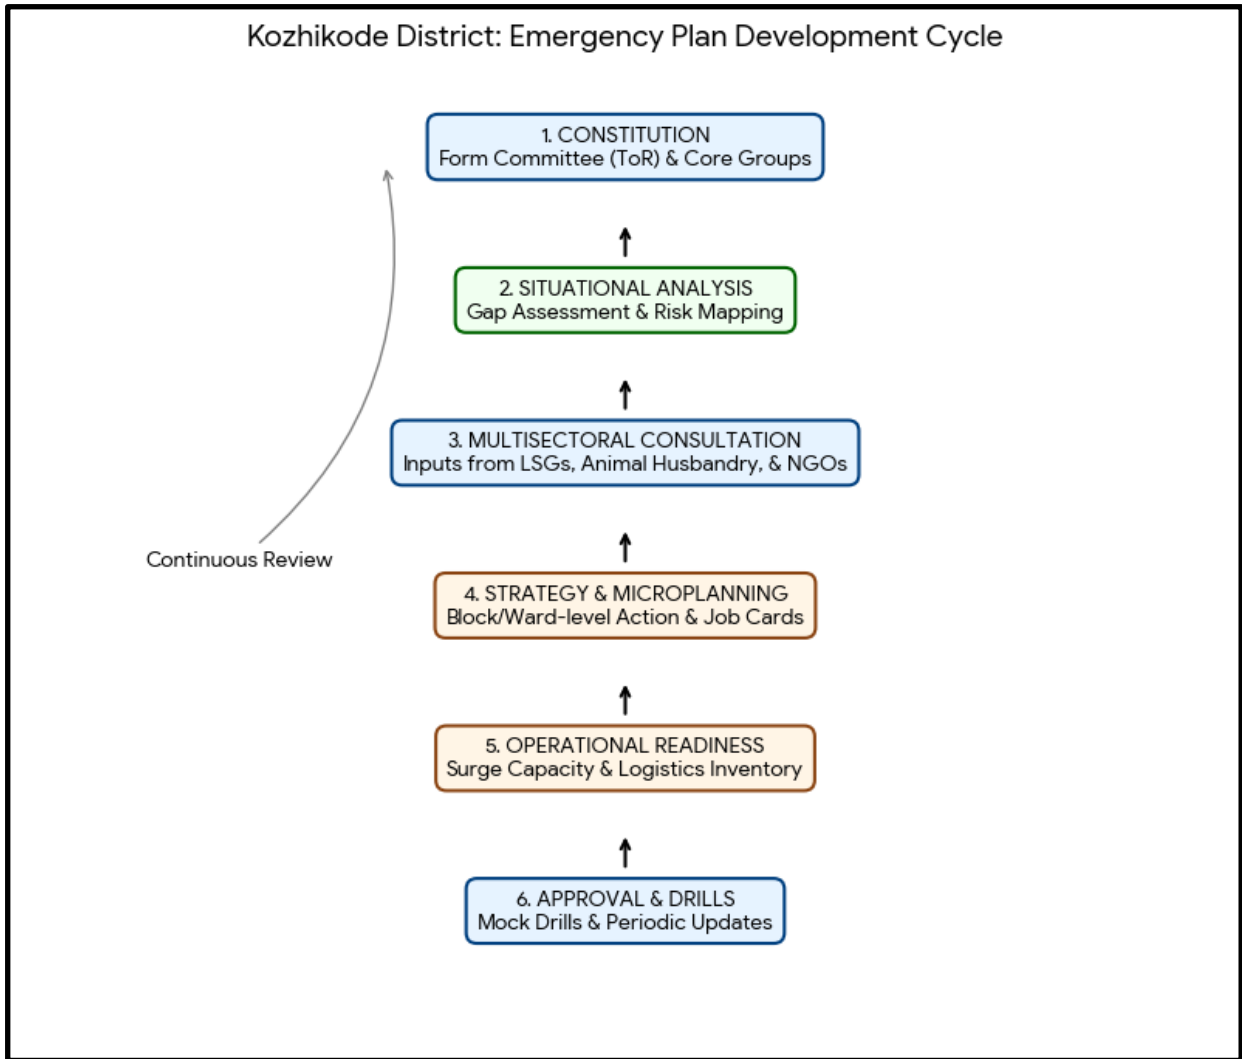 Kozhikode District: Emergency Plan Development Cycle
1. CONSTITUTION
Form Committee (ToR) & Core Groups
2. SITUATIONAL ANALYSIS
Gap Assessment & Risk Mapping
3. MULTISECTORAL CONSULTATION
Inputs from LSGs, Animal Husbandry, & NGOs
Continuous Review
4. STRATEGY & MICROPLANNING
Block/Ward-level Action & Job Cards
5. OPERATIONAL READINESS
Surge Capacity & Logistics Inventory
6. APPROVAL & DRILLS
Mock Drills & Periodic Updates